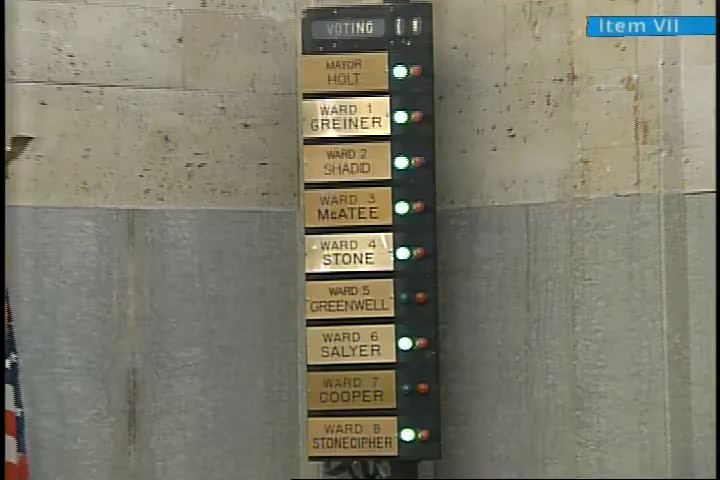 Item VII
VOTING
MAYOR
HOLT
WARD 1
GREINER
WARD 2
SHADID
WARD 3
McATEE
WARD 4
STONE
WARD 5
GREENWELL
WARD 6
SALYER
WARD 7
COOPER
WARD 8
STONECIPHER